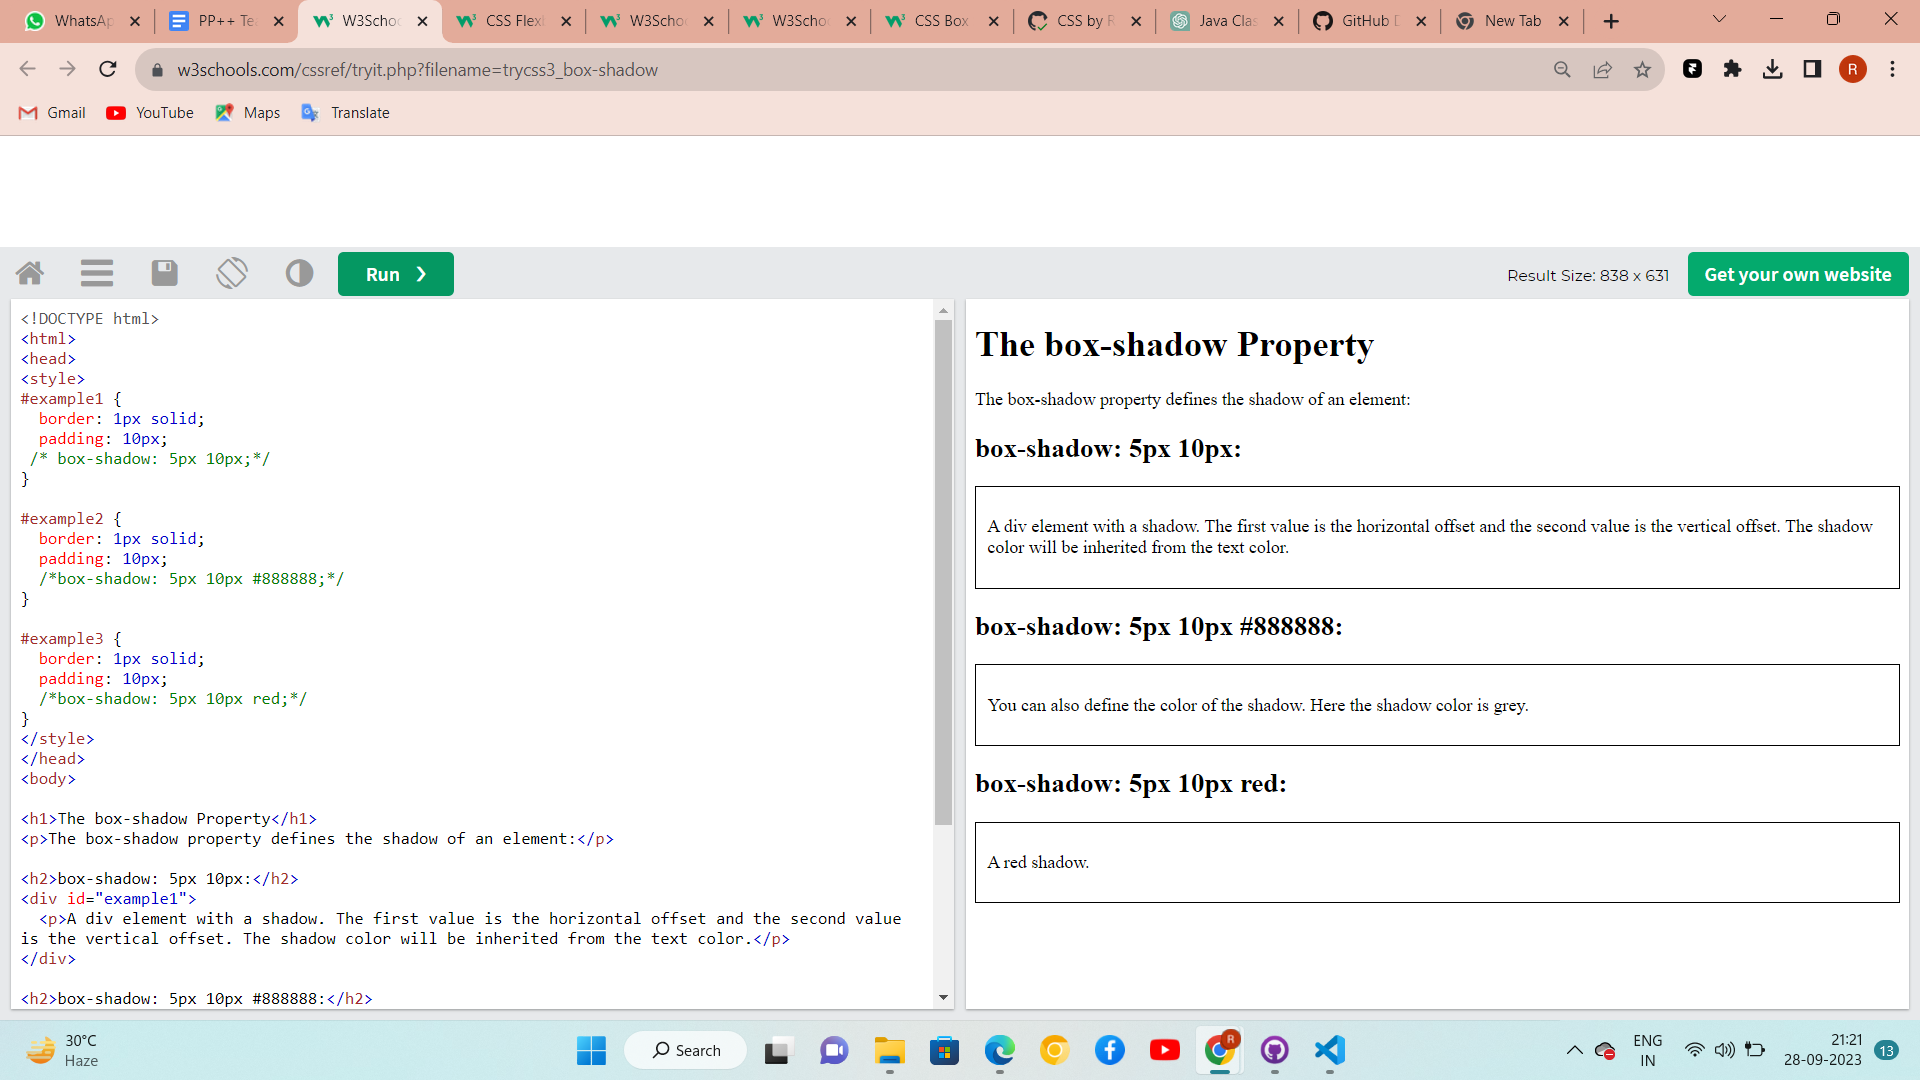 WhatsAp
PP++ Te
W3Schoo
CSS Flexi
W3Schoo
W3Schoo
CSS Box
CSS by R
Java Clas
GitHub D
New Tab
w3schools.com/cssref/tryit.php?filename=trycss3_box-shadow
R
Gmail
YouTube
Maps
Translate
Run ❯
Result Size: 838 x 631
Get your own website
<!DOCTYPE html>
<html>
<head>
<style>
#example1 {
  border: 1px solid;
  padding: 10px;
 /* box-shadow: 5px 10px;*/
}

#example2 {
  border: 1px solid;
  padding: 10px;
  /*box-shadow: 5px 10px #888888;*/
}

#example3 {
  border: 1px solid;
  padding: 10px;
  /*box-shadow: 5px 10px red;*/
}
</style>
</head>
<body>

<h1>The box-shadow Property</h1>
<p>The box-shadow property defines the shadow of an element:</p>

<h2>box-shadow: 5px 10px:</h2>
<div id="example1">
  <p>A div element with a shadow. The first value is the horizontal offset and the second value
is the vertical offset. The shadow color will be inherited from the text color.</p>
</div>

<h2>box-shadow: 5px 10px #888888:</h2>
The box-shadow Property
The box-shadow property defines the shadow of an element:
box-shadow: 5px 10px:
A div element with a shadow. The first value is the horizontal offset and the second value is the vertical offset. The shadow
color will be inherited from the text color.
box-shadow: 5px 10px #888888:
You can also define the color of the shadow. Here the shadow color is grey.
box-shadow: 5px 10px red:
A red shadow.
30°C
Haze
Search
R
ENG
IN
21:21
28-09-2023
13